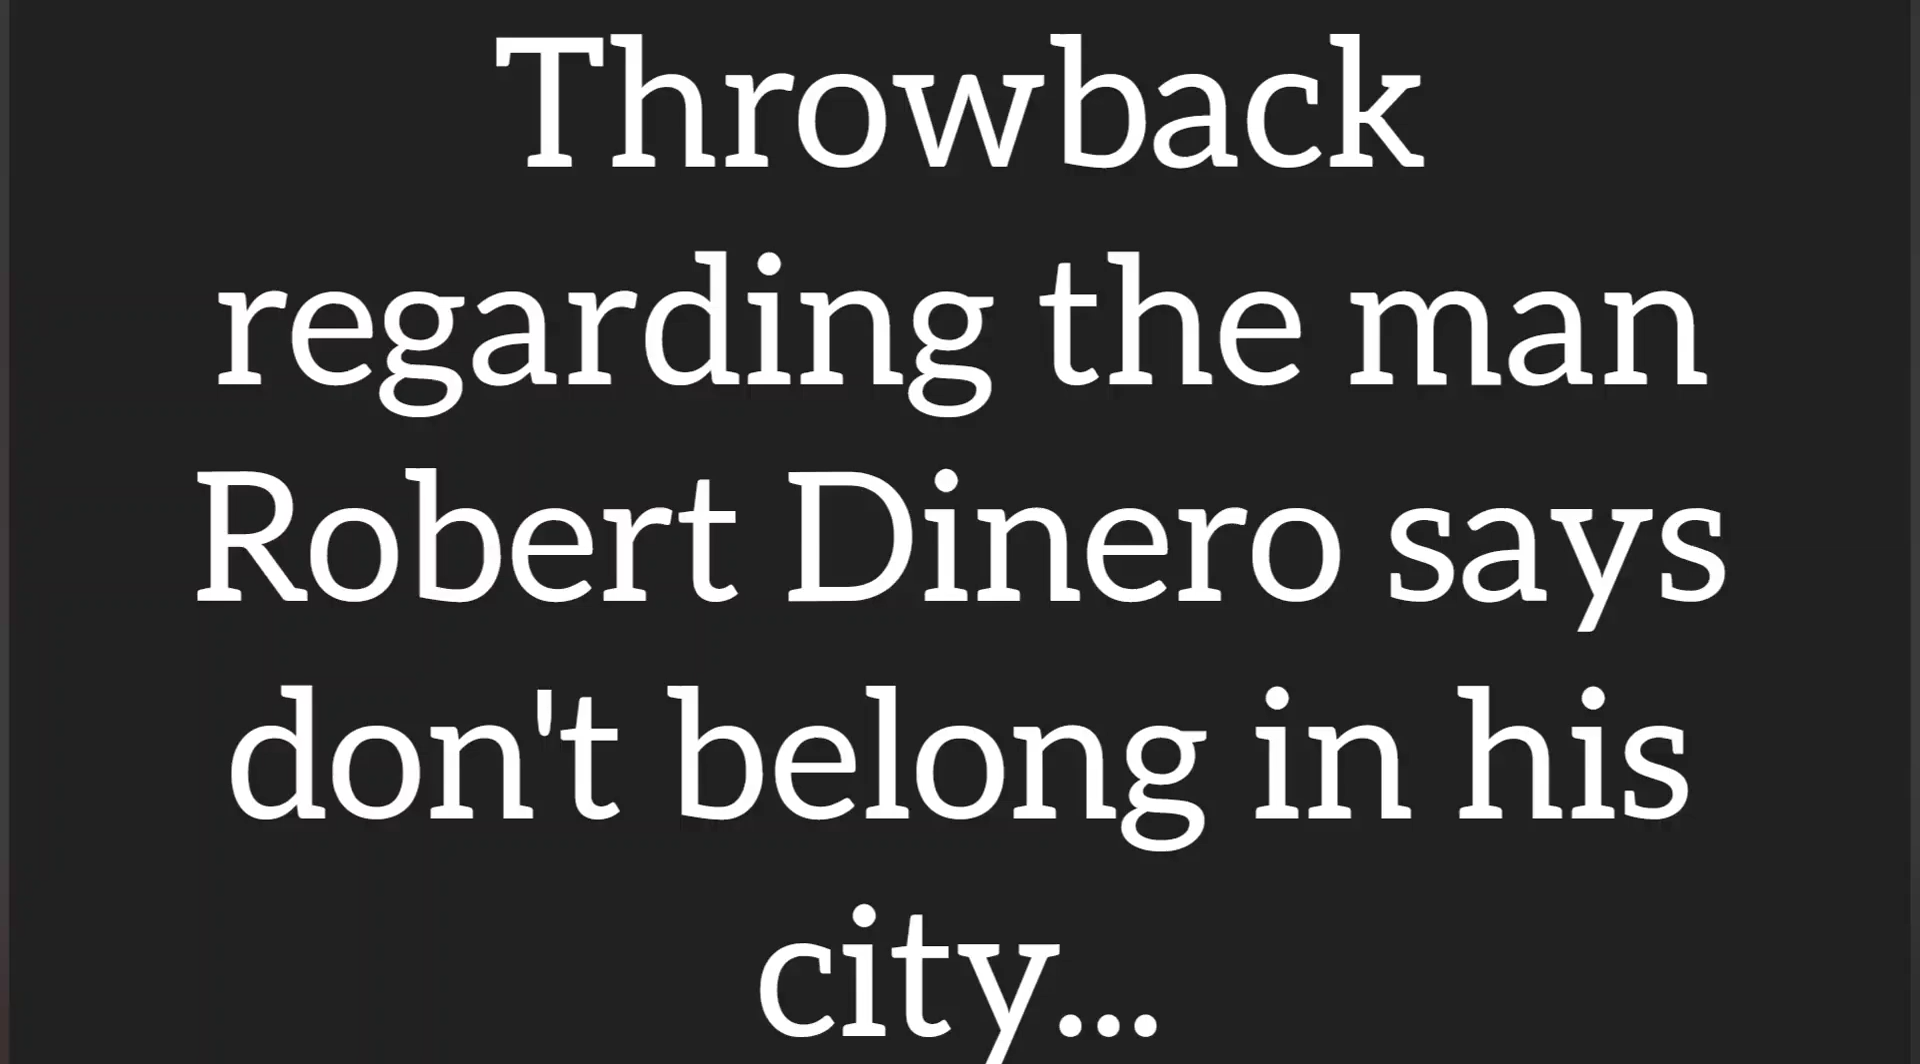 Throwback
regarding the man
Robert Dinero says
don't belong in his
city...